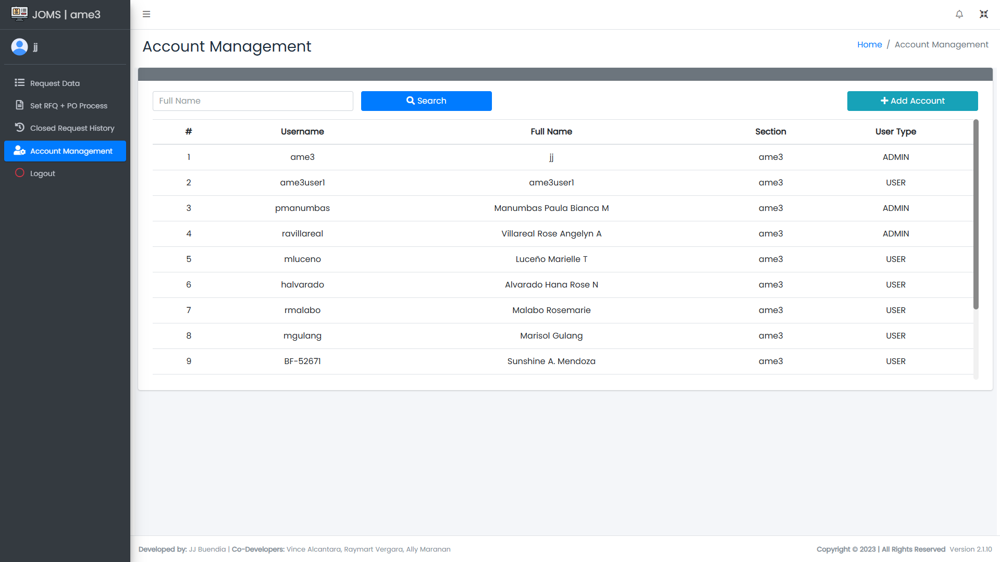 JOMS | ame3
jj
Request Data
Set RFQ + PO Process
Closed Request History
Account Management
Logout
Account Management
Home / Account Management
Full Name
Search
Add Account
# Username Full Name Section User Type
1 ame3 jj ame3 ADMIN
2 ame3user1 ame3user1 ame3 USER
3 pmanumbas Manumbas Paula Bianca M ame3 ADMIN
4 ravillareal Villareal Rose Angelyn A ame3 ADMIN
5 mluceno Luceño Marielle T ame3 USER
6 halvarado Alvarado Hana Rose N ame3 USER
7 rmalabo Malabo Rosemarie ame3 USER
8 mgulang Marisol Gulang ame3 USER
9 BF-52671 Sunshine A. Mendoza ame3 USER
Developed by: JJ Buendia | Co-Developers: Vince Alcantara, Raymart Vergara, Ally Maranan
Copyright © 2023 | All Rights Reserved Version 2.1.10